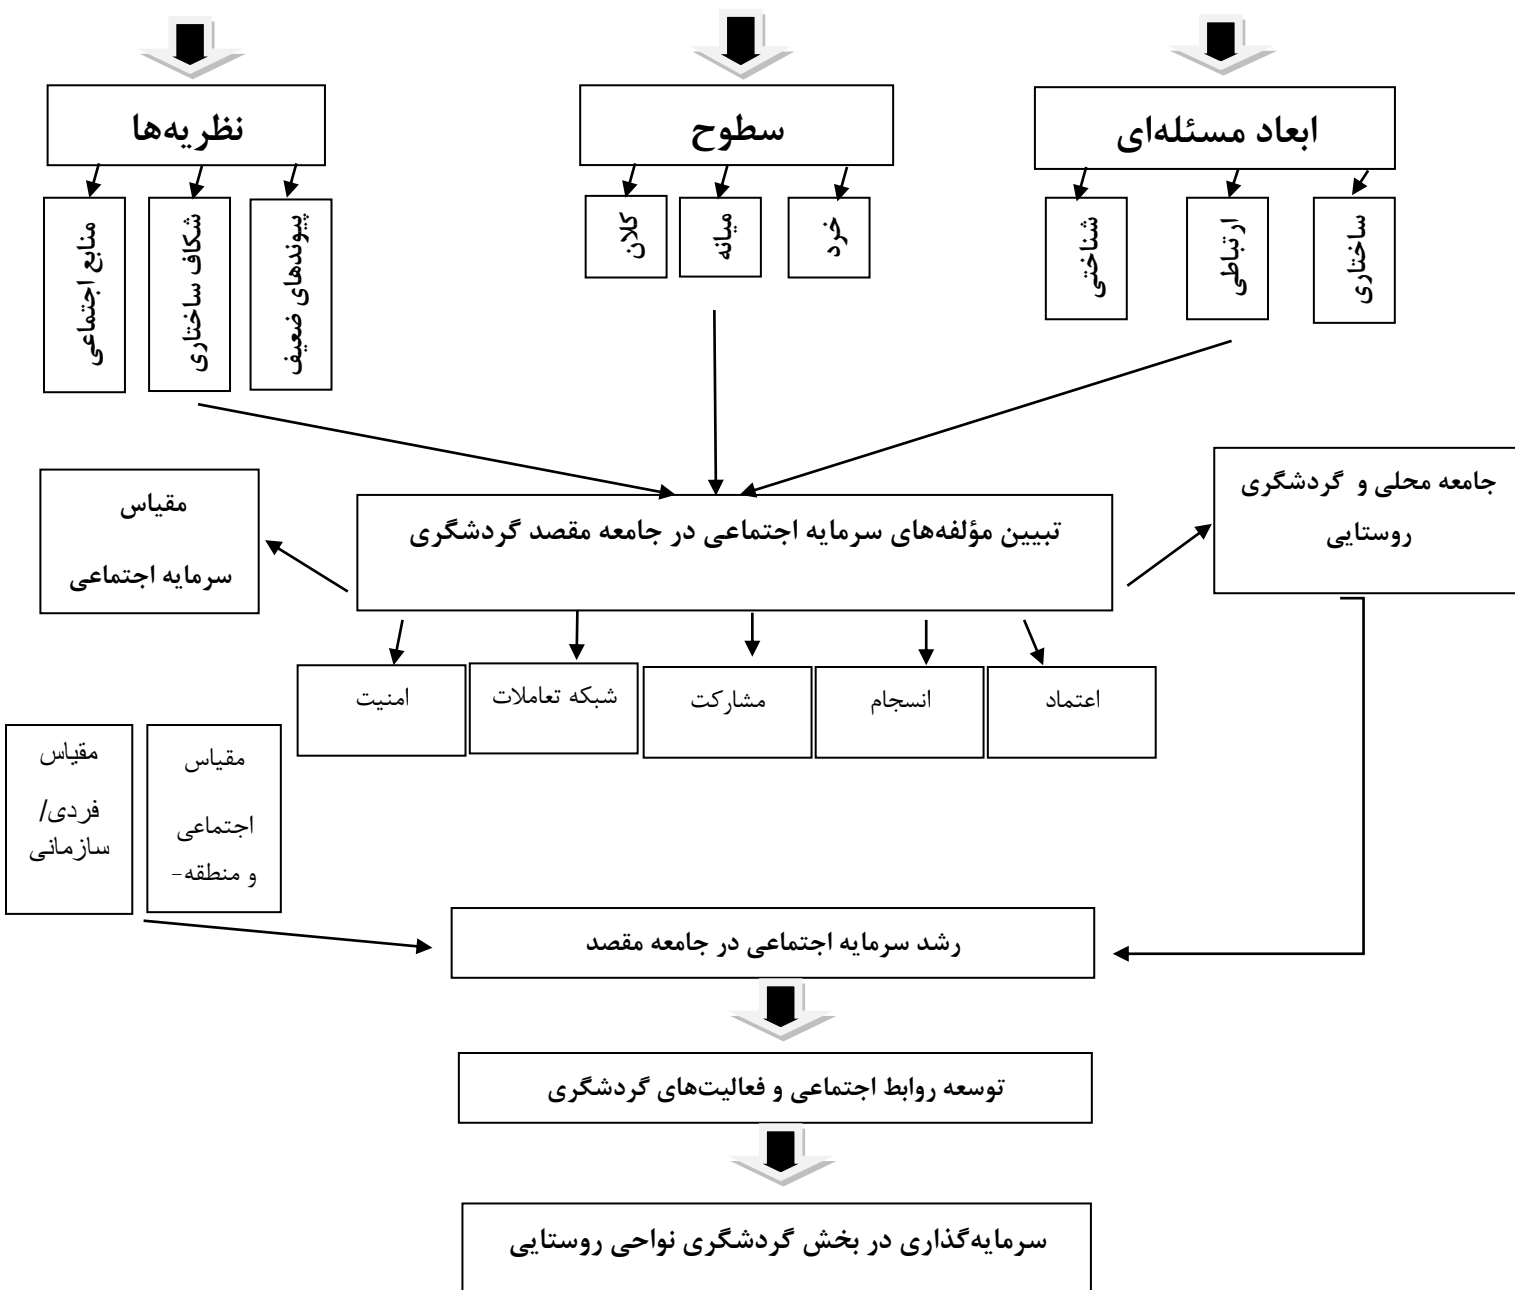 ابعاد مسئله‌ای
سطوح
نظریه‌ها
ساختاری
ارتباطی
شناختی
خرد
میانه
کلان
پیوندهای ضعیف
شکاف ساختاری
منابع اجتماعی
جامعه محلی و گردشگری
روستایی
تبیین مؤلفه‌های سرمایه اجتماعی در جامعه مقصد گردشگری
مقیاس
سرمایه اجتماعی
اعتماد
انسجام
مشارکت
شبکه تعاملات
امنیت
مقیاس
اجتماعی
و منطقه-
مقیاس
فردی/
سازمانی
رشد سرمایه اجتماعی در جامعه مقصد
توسعه روابط اجتماعی و فعالیت‌های گردشگری
سرمایه‌گذاری در بخش گردشگری نواحی روستایی